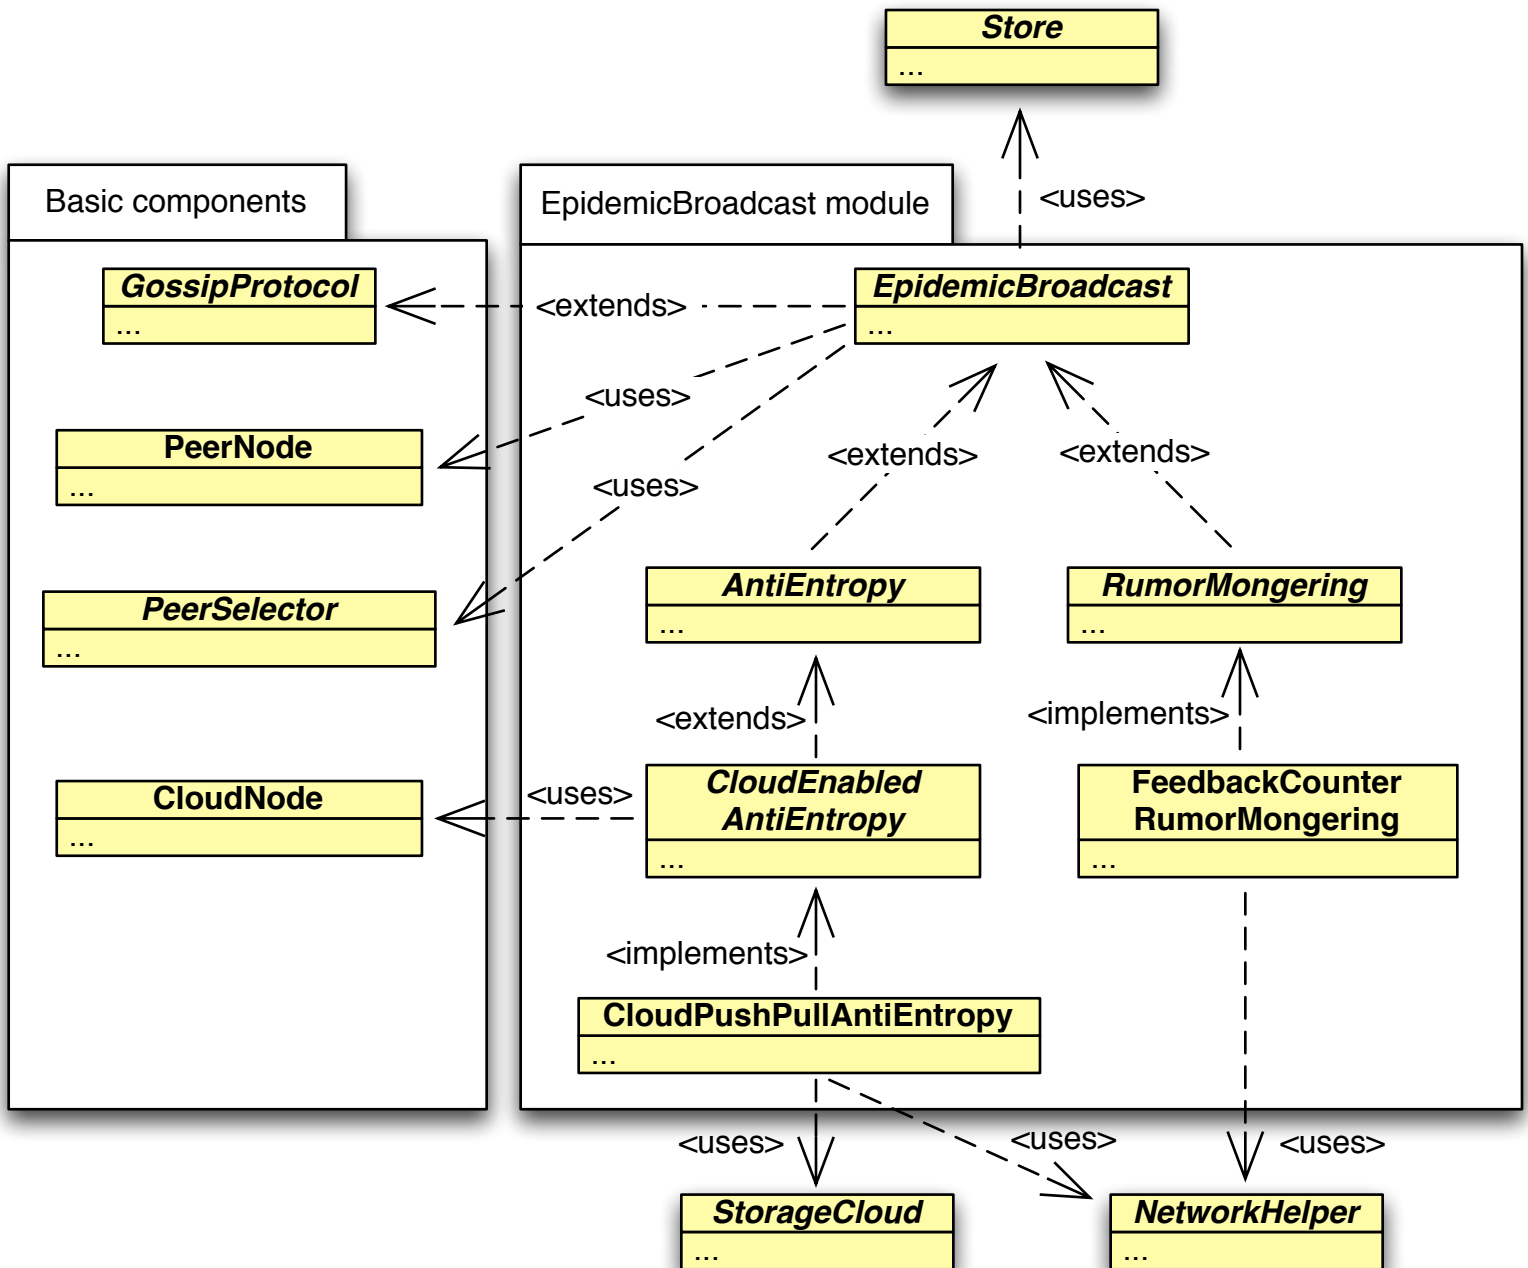 Store
...
<uses>
Basic components
EpidemicBroadcast module
GossipProtocol
...
<extends>
EpidemicBroadcast
...
<uses>
PeerNode
...
<extends>
<extends>
<uses>
PeerSelector
...
AntiEntropy
...
RumorMongering
...
<extends>
<implements>
CloudNode
...
<uses>
CloudEnabled
AntiEntropy
...
FeedbackCounter
RumorMongering
...
<implements>
CloudPushPullAntiEntropy
...
<uses>
<uses>
<uses>
StorageCloud
...
NetworkHelper
...